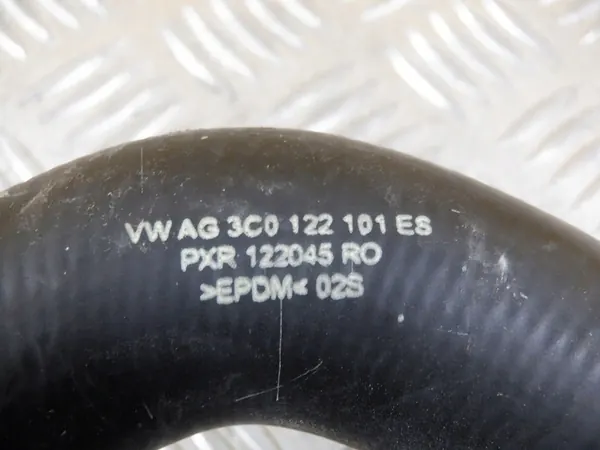 VW AG 3C0 122 101 ES
PXR 122045 RO
>EPDM< 02S